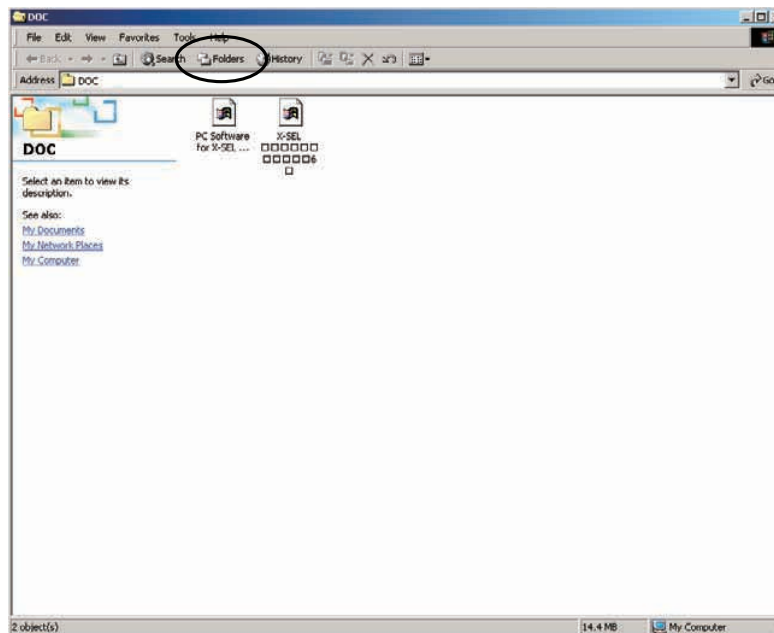 DOC
File Edit View Favorites Tools Help
Back Search Folders History
Address DOC Go
DOC
Select an item to view its
description.
See also:
My Documents
My Network Places
My Computer
PC Software
for X-SEL ...
X-SEL
□□□□□□
□□□□□6
□
2 object(s) 14.4 MB My Computer